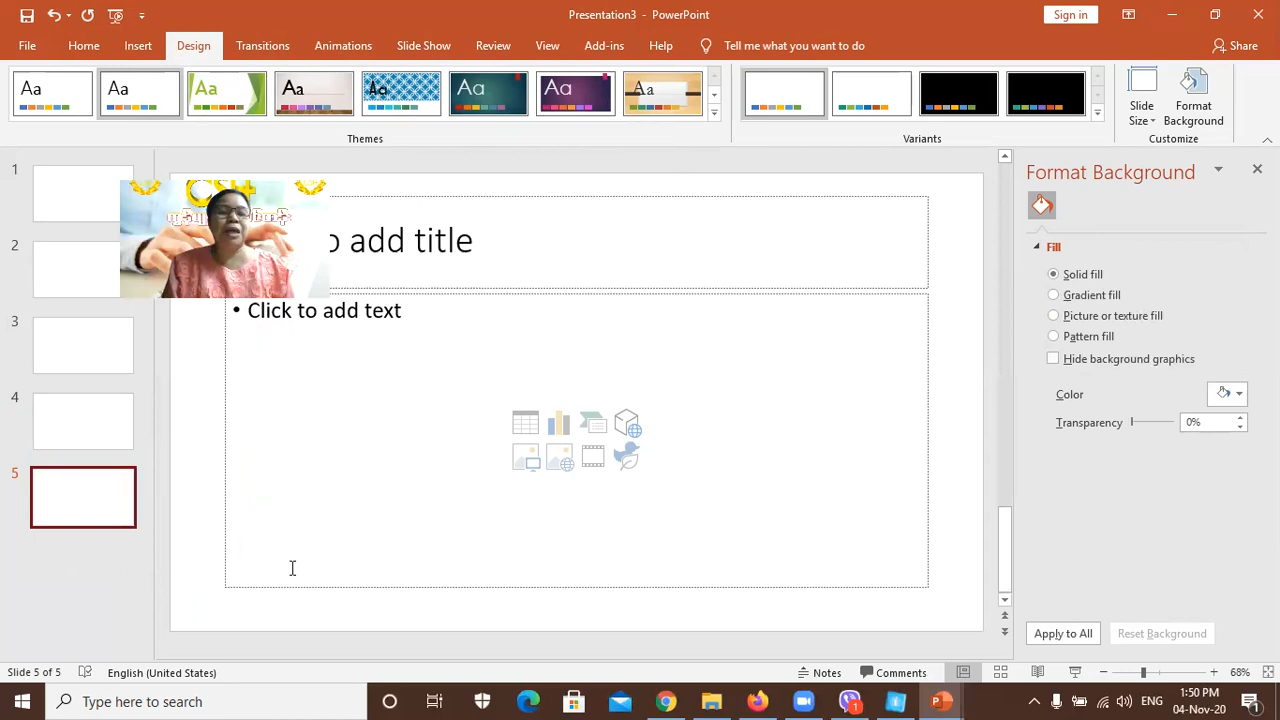 Presentation3 - PowerPoint
Sign in
File Home Insert Design Transitions Animations Slide Show Review View Add-ins Help Tell me what you want to do Share
Aa Aa Aa Aa Aa Aa Aa Aa
Slide Size
Format Background
Themes
Variants
Customize
1
2
3
4
5
to add title
• Click to add text
Format Background
Fill
Solid fill
Gradient fill
Picture or texture fill
Pattern fill
Hide background graphics
Color
Transparency 0%
Apply to All Reset Background
Slide 5 of 5 English (United States) Notes Comments 68%
Type here to search
1
ENG
1:50 PM
04-Nov-20
1